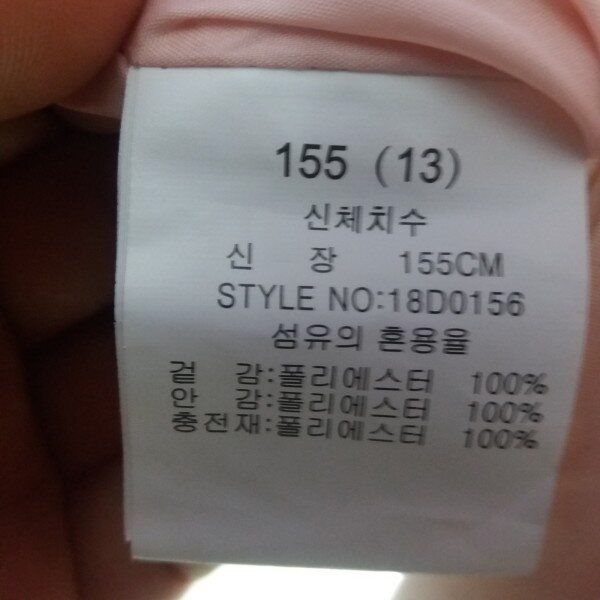 155 (13)
신체치수
신 장 155CM
STYLE NO:18D0156
섬유의 혼용율
겉 감:폴리에스터 100%
안 감:폴리에스터 100%
충전재:폴리에스터 100%